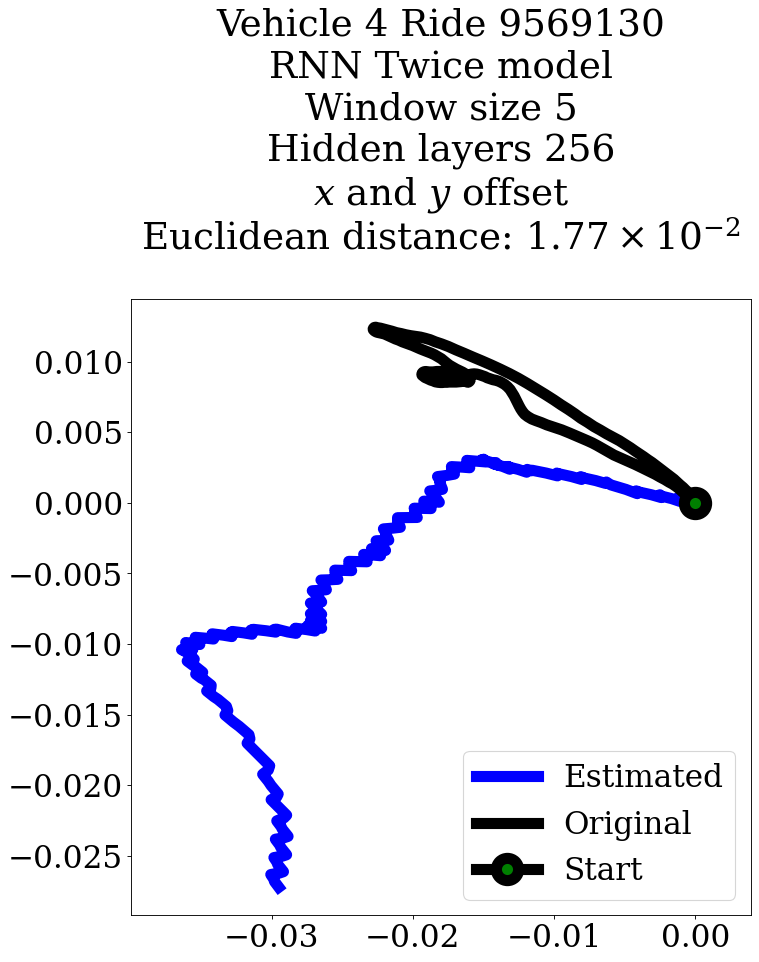 Vehicle 4 Ride 9569130
RNN Twice model
Window size 5
Hidden layers 256
x and y offset
Euclidean distance: 1.77 × 10⁻²
0.010
0.005
0.000
−0.005
−0.010
−0.015
−0.020
−0.025
Estimated
Original
Start
−0.03 −0.02 −0.01 0.00